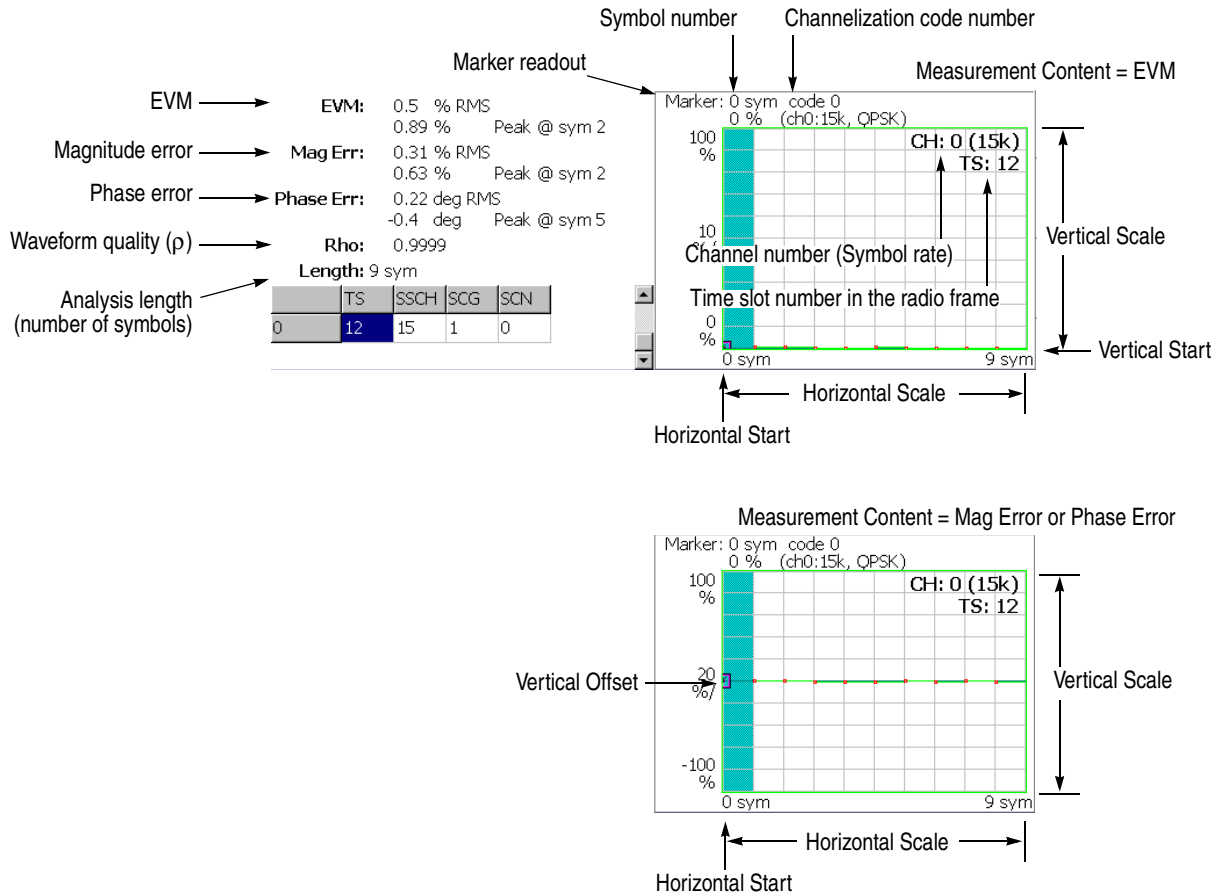 Symbol number
Channelization code number
Marker readout
Measurement Content = EVM
EVM
Magnitude error
Phase error
Waveform quality (ρ)
Analysis length
(number of symbols)
EVM: 0.5 % RMS
0.89 % Peak @ sym 2
Mag Err: 0.31 % RMS
0.63 % Peak @ sym 2
Phase Err: 0.22 deg RMS
-0.4 deg Peak @ sym 5
Rho: 0.9999
Length: 9 sym
TS SSCH SCG SCN
0 12 15 1 0
Marker: 0 sym code 0
0 % (ch0:15k, QPSK)
100
%
CH: 0 (15k)
TS: 12
10
Channel number (Symbol rate)
Time slot number in the radio frame
0
%
0 sym 9 sym
Vertical Scale
Vertical Start
Horizontal Scale
Horizontal Start
Measurement Content = Mag Error or Phase Error
Marker: 0 sym code 0
0 % (ch0:15k, QPSK)
100
%
CH: 0 (15k)
TS: 12
Vertical Offset
20
%/
Vertical Scale
-100
%
0 sym 9 sym
Horizontal Scale
Horizontal Start